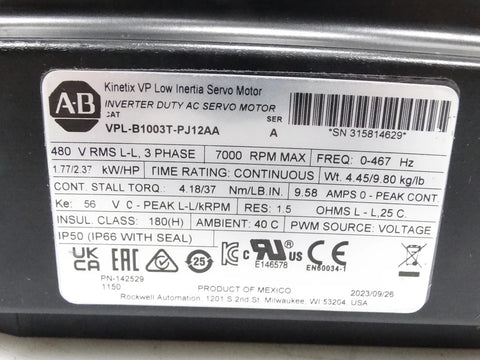 A-B
Kinetix VP Low Inertia Servo Motor
INVERTER DUTY AC SERVO MOTOR
CAT SER
VPL-B1003T-PJ12AA A
*SN 315814629*
480 V RMS L-L, 3 PHASE 7000 RPM MAX FREQ: 0-467 Hz
1.77/2.37 kW/HP TIME RATING: CONTINUOUS Wt. 4.45/9.80 kg/lb
CONT. STALL TORQ. 4.18/37 Nm/LB.IN. 9.58 AMPS 0 - PEAK CONT
Ke: 56 V 0 - PEAK L-L/kRPM RES: 1.5 OHMS L - L,25 C.
INSUL. CLASS: 180(H) AMBIENT: 40 C PWM SOURCE: VOLTAGE
IP50 (IP66 WITH SEAL)
UK CA EAC 25 c UR US CE
E146578 EN60034-1
PN-142529
1150
PRODUCT OF MEXICO 2023/09/26
Rockwell Automation, 1201 S.2nd St. Milwaukee, WI 53204, USA